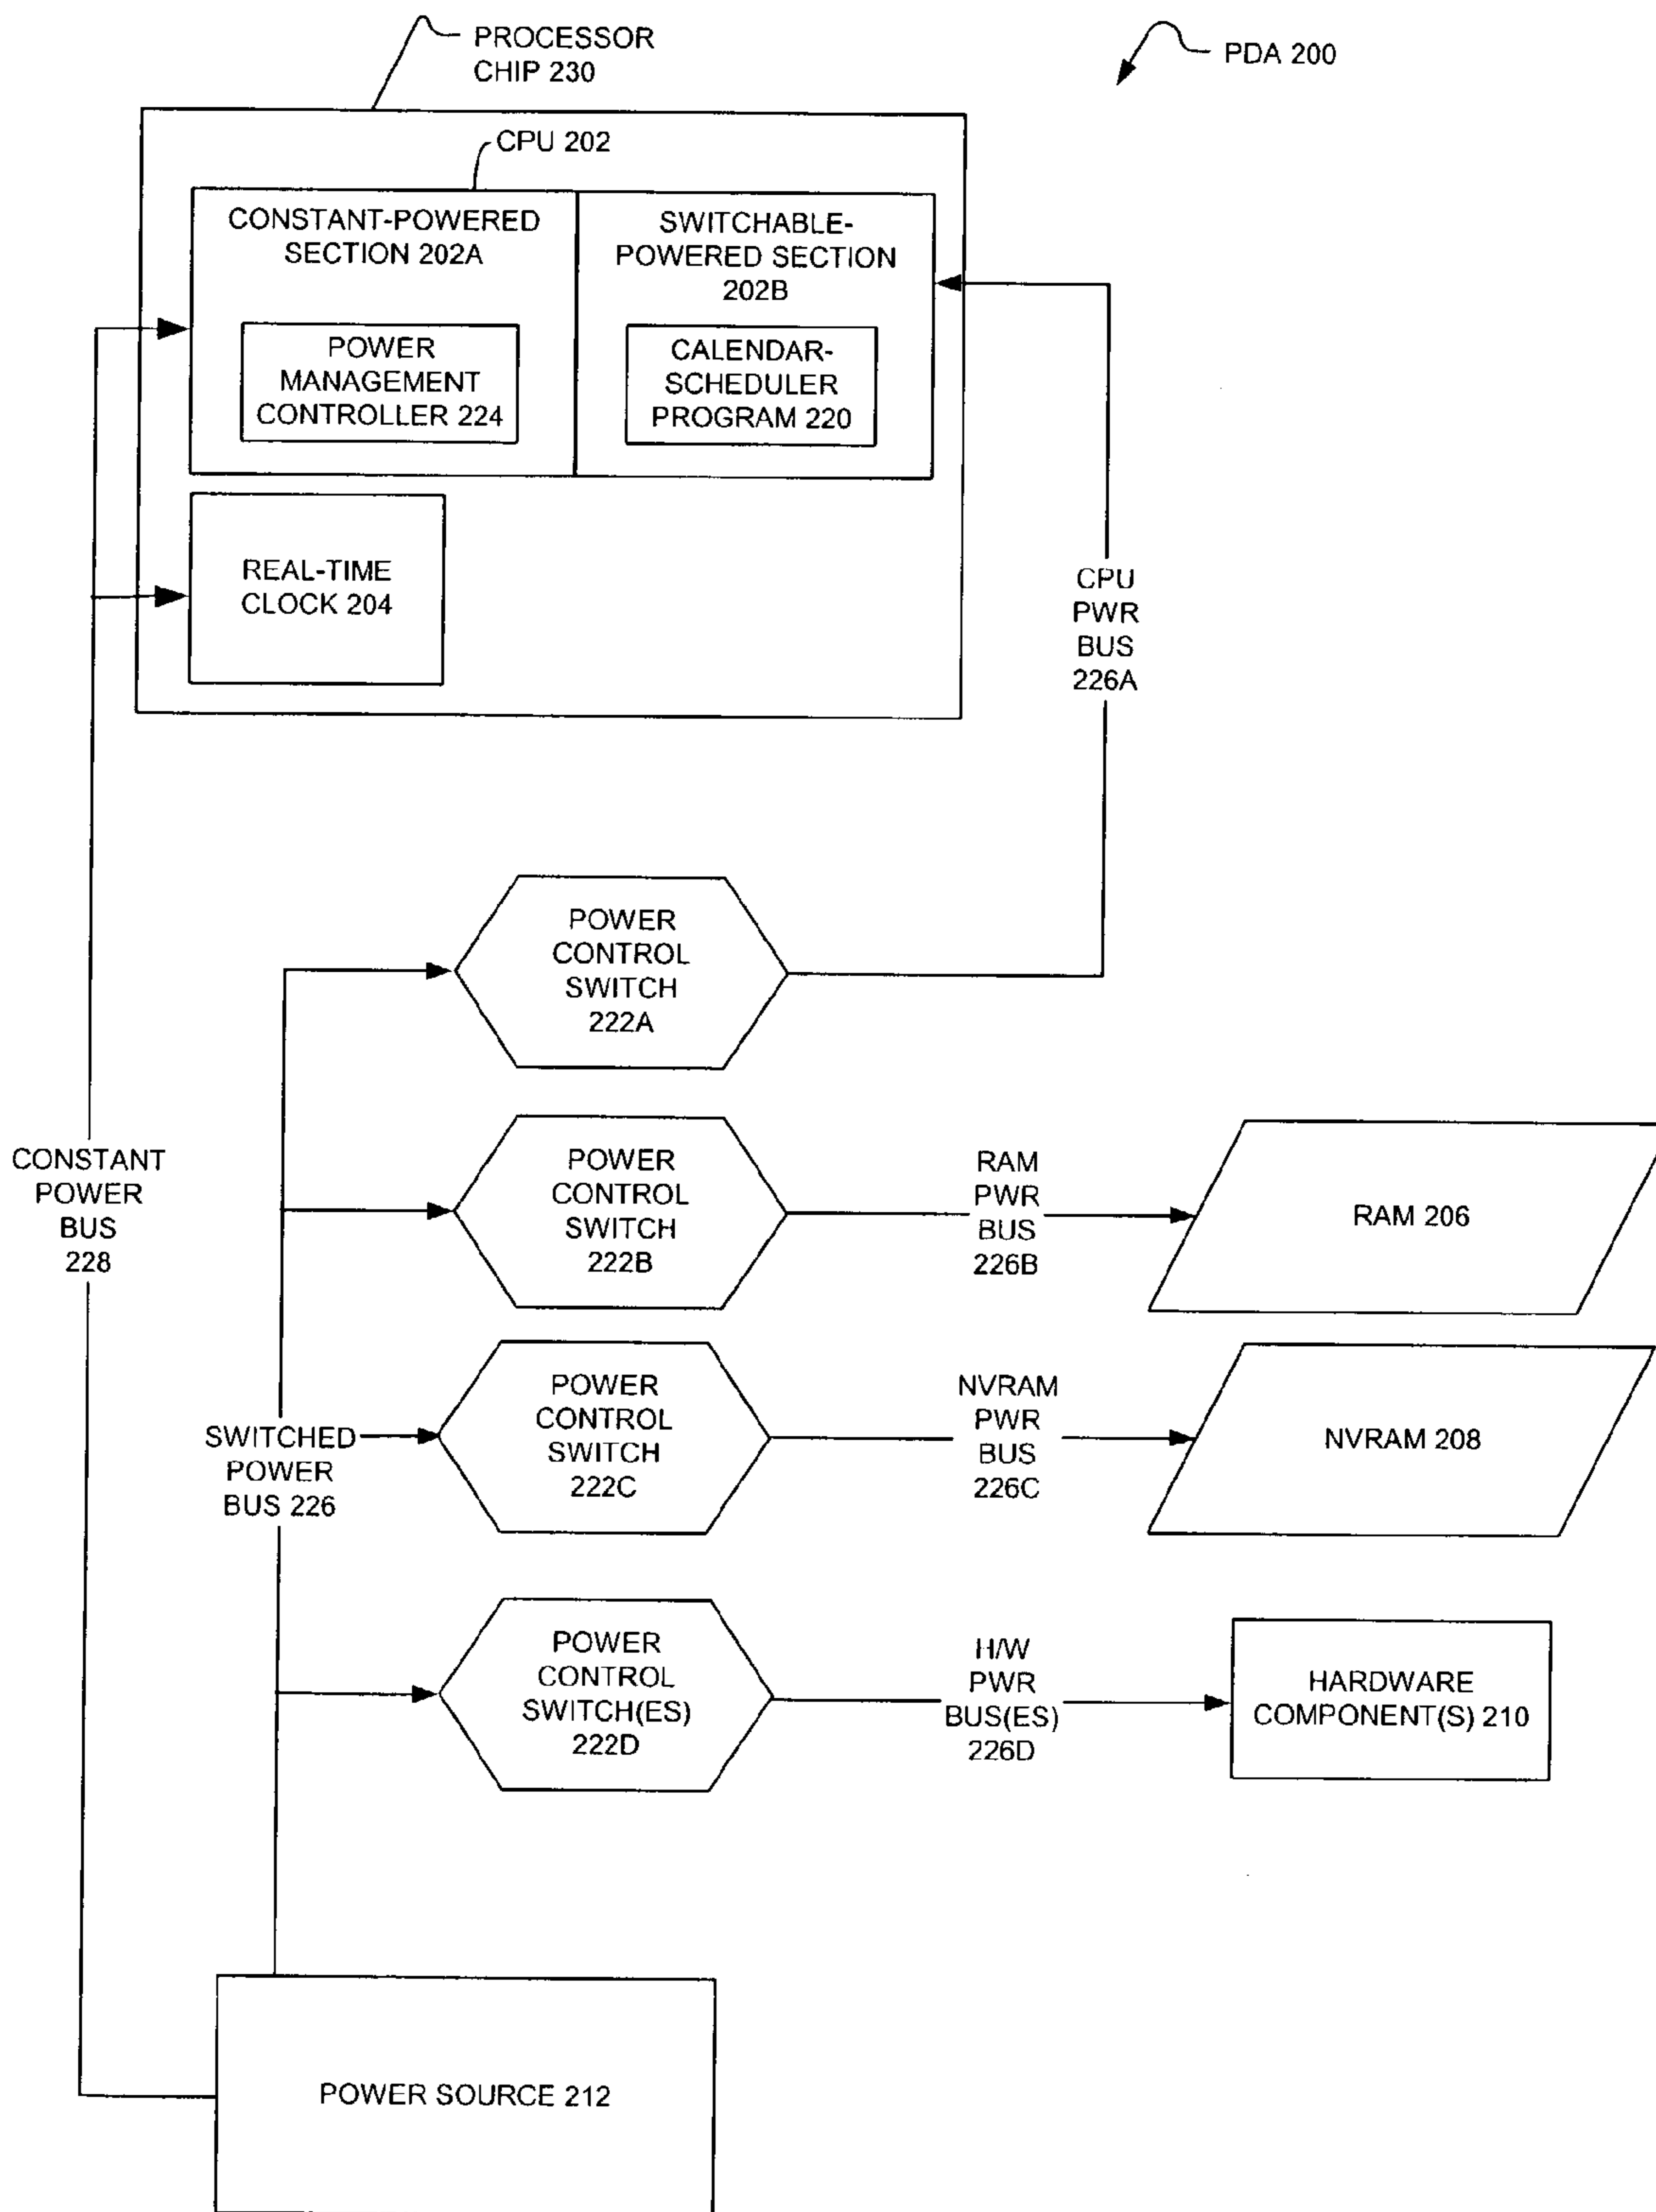 PROCESSOR
CHIP 230
PDA 200
CPU 202
CONSTANT-POWERED
SECTION 202A
SWITCHABLE-
POWERED SECTION
202B
POWER
MANAGEMENT
CONTROLLER 224
CALENDAR-
SCHEDULER
PROGRAM 220
REAL-TIME
CLOCK 204
CPU
PWR
BUS
226A
POWER
CONTROL
SWITCH
222A
CONSTANT
POWER
BUS
228
POWER
CONTROL
SWITCH
222B
RAM
PWR
BUS
226B
RAM 206
SWITCHED
POWER
BUS 226
POWER
CONTROL
SWITCH
222C
NVRAM
PWR
BUS
226C
NVRAM 208
POWER
CONTROL
SWITCH(ES)
222D
H/W
PWR
BUS(ES)
226D
HARDWARE
COMPONENT(S) 210
POWER SOURCE 212